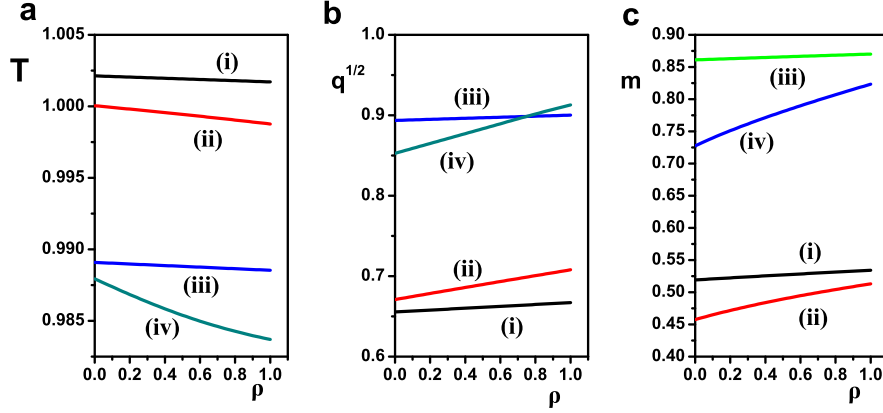 a
T
1.005
1.000
0.995
0.990
0.985
(i)
(ii)
(iii)
(iv)
0.0 0.2 0.4 0.6 0.8 1.0
ρ
b
q1/2
1.0
0.9
0.8
0.7
0.6
(iii)
(iv)
(ii)
(i)
0.0 0.2 0.4 0.6 0.8 1.0
ρ
c
m
0.90
0.85
0.80
0.75
0.70
0.65
0.60
0.55
0.50
0.45
0.40
(iii)
(iv)
(i)
(ii)
0.0 0.2 0.4 0.6 0.8 1.0
ρ